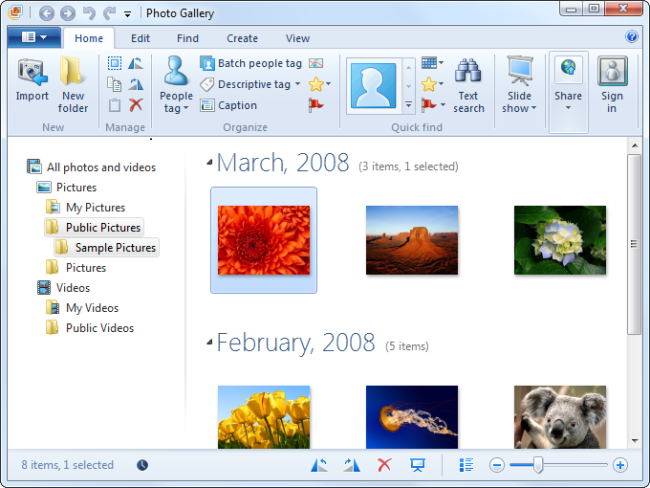 Photo Gallery
Home Edit Find Create View
Import
New folder
New
Manage
People tag
Batch people tag
Descriptive tag
Caption
Organize
Text search
Quick find
Slide show
Share
Sign in
All photos and videos
Pictures
My Pictures
Public Pictures
Sample Pictures
Pictures
Videos
My Videos
Public Videos
March, 2008 (3 items, 1 selected)
February, 2008 (5 items)
8 items, 1 selected